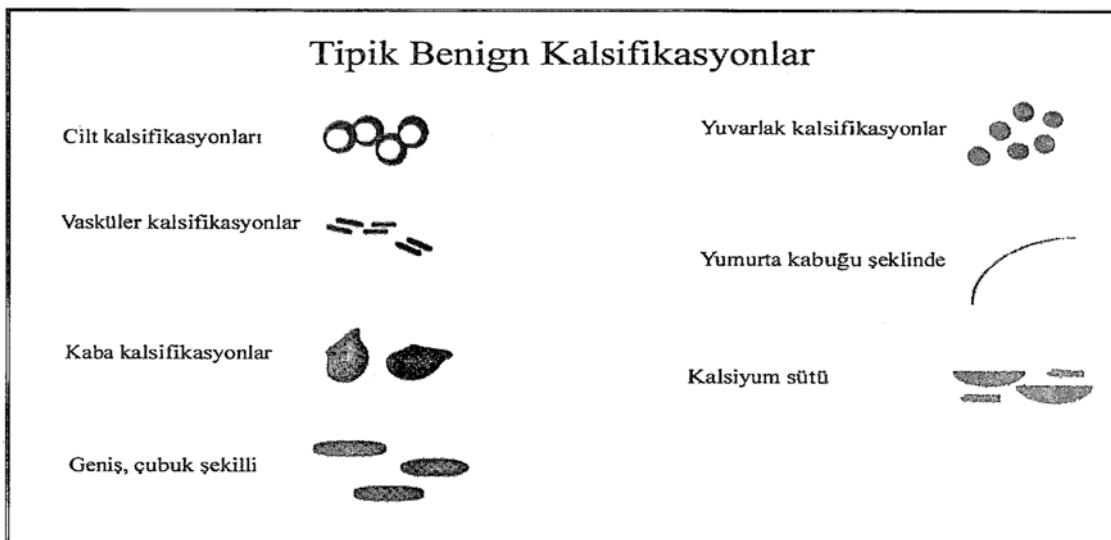 Tipik Benign Kalsifikasyonlar
Cilt kalsifikasyonları
Vasküler kalsifikasyonlar
Kaba kalsifikasyonlar
Geniş, çubuk şekilli
Yuvarlak kalsifikasyonlar
Yumurta kabuğu şeklinde
Kalsiyum sütü